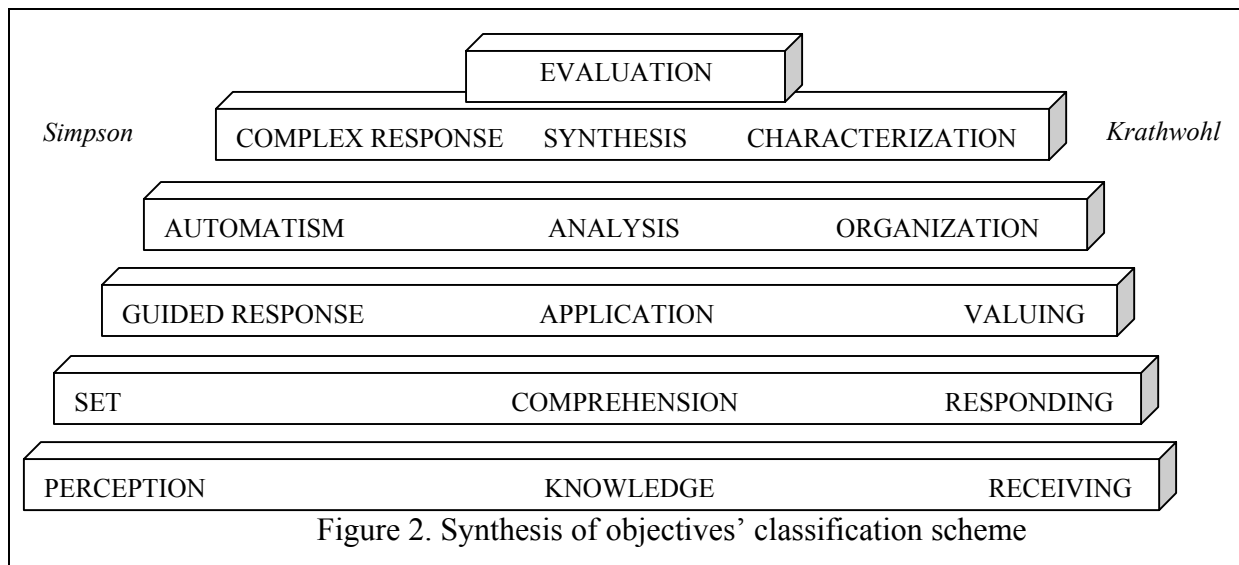 EVALUATION
Simpson COMPLEX RESPONSE SYNTHESIS CHARACTERIZATION Krathwohl
AUTOMATISM ANALYSIS ORGANIZATION
GUIDED RESPONSE APPLICATION VALUING
SET COMPREHENSION RESPONDING
PERCEPTION KNOWLEDGE RECEIVING
Figure 2. Synthesis of objectives’ classification scheme